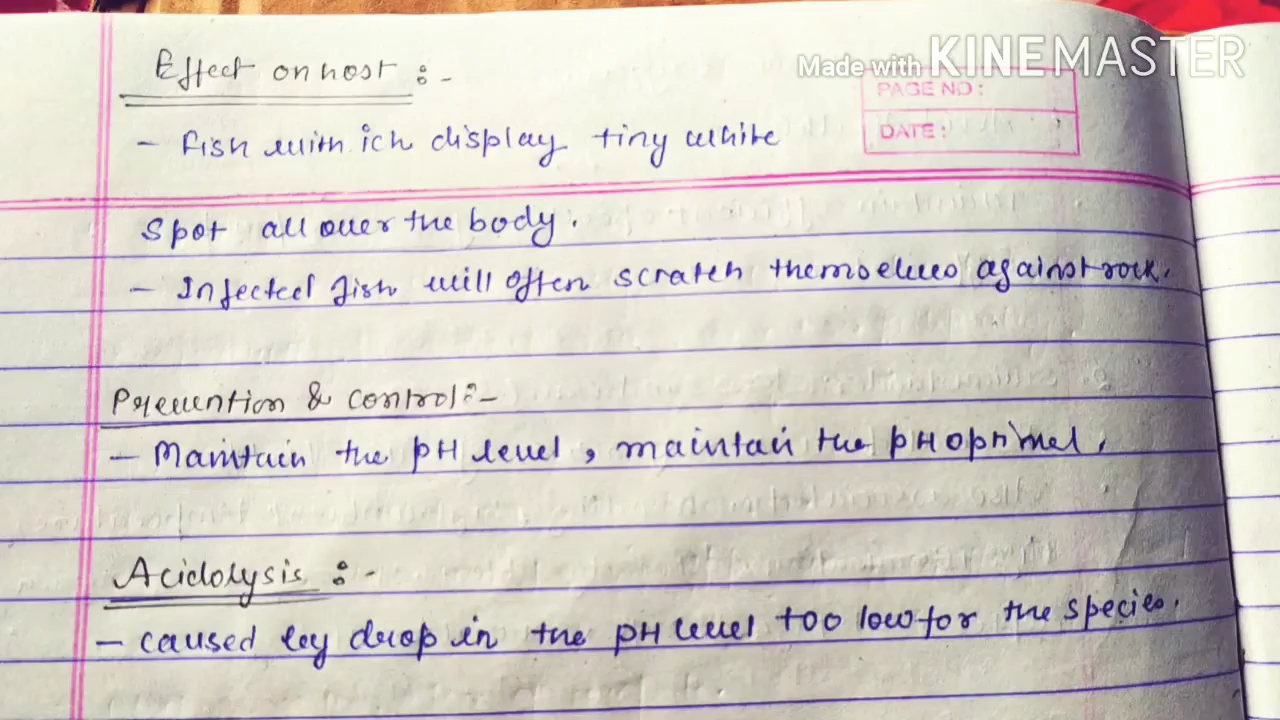 Made with KINEMASTER
Effect on host :-
PAGE NO :
DATE :
- Fish with ich display tiny white
spot all over the body.
- Infected fish will often scratch themselves against rock.
Prevention & control:-
- Maintain the pH level, maintain the pH optimel.
Acidolysis :-
- caused by drop in the pH level too low for the species.